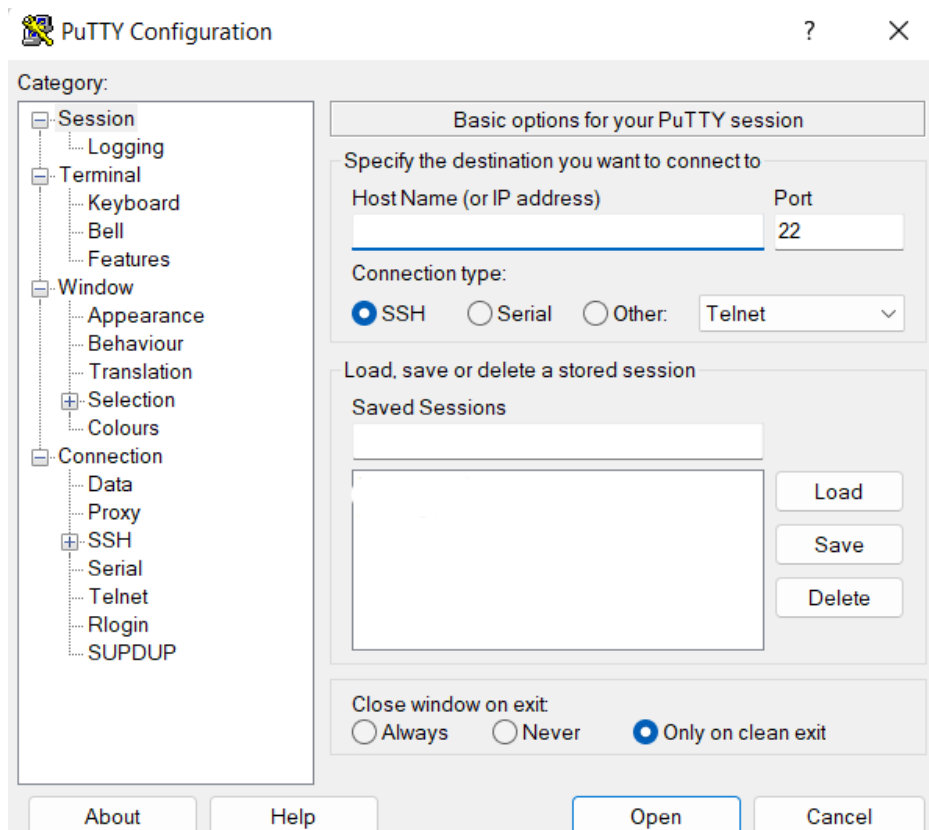 PuTTY Configuration
?
Category:
Session
Logging
Terminal
Keyboard
Bell
Features
Window
Appearance
Behaviour
Translation
Selection
Colours
Connection
Data
Proxy
SSH
Serial
Telnet
Rlogin
SUPDUP
Basic options for your PuTTY session
Specify the destination you want to connect to
Host Name (or IP address) Port
22
Connection type:
SSH Serial Other: Telnet
Load, save or delete a stored session
Saved Sessions
Load
Save
Delete
Close window on exit:
Always Never Only on clean exit
About Help Open Cancel